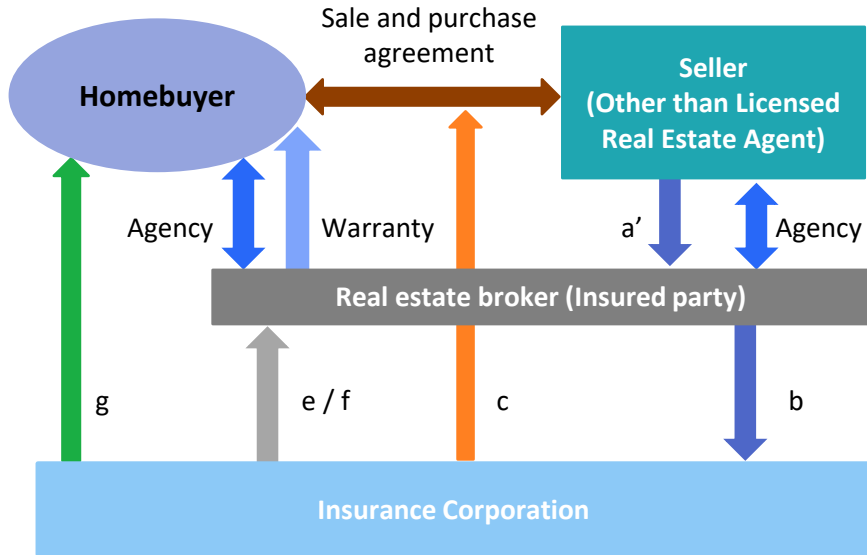 Sale and purchase
agreement
Homebuyer
Seller
(Other than Licensed
Real Estate Agent)
Agency
Warranty
a’
Agency
Real estate broker (Insured party)
g
e / f
c
b
Insurance Corporation